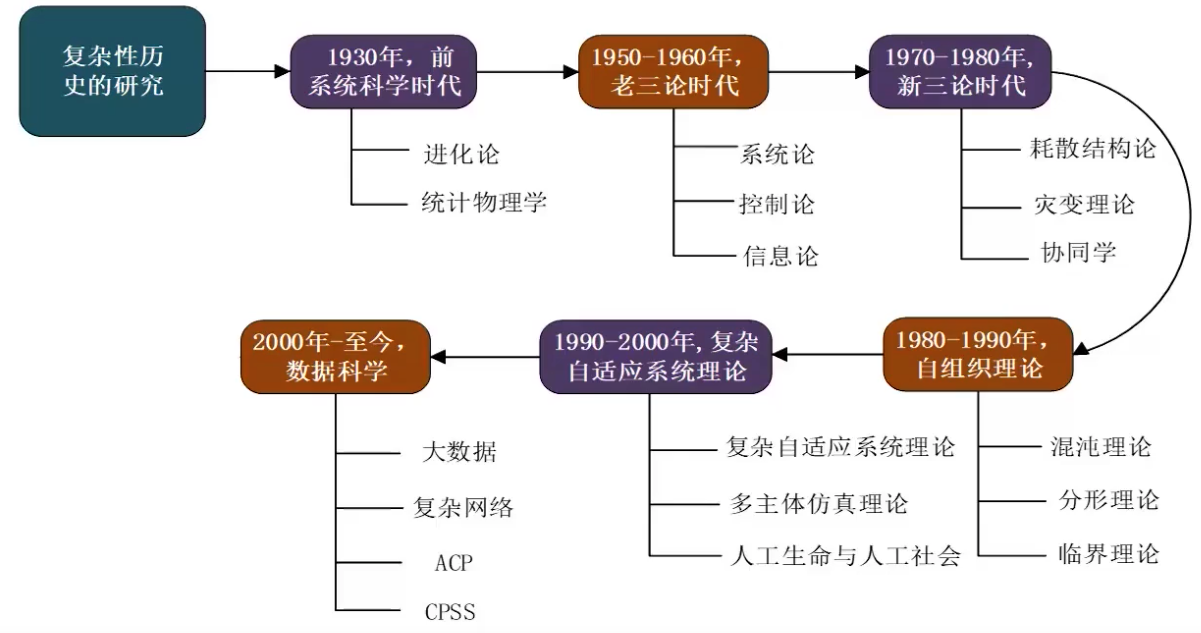 复杂性历
史的研究
1930年，前
系统科学时代
进化论
统计物理学
1950-1960年，
老三论时代
系统论
控制论
信息论
1970-1980年,
新三论时代
耗散结构论
灾变理论
协同学
1980-1990年，
自组织理论
混沌理论
分形理论
临界理论
1990-2000年,复杂
自适应系统理论
复杂自适应系统理论
多主体仿真理论
人工生命与人工社会
2000年-至今，
数据科学
大数据
复杂网络
ACP
CPSS